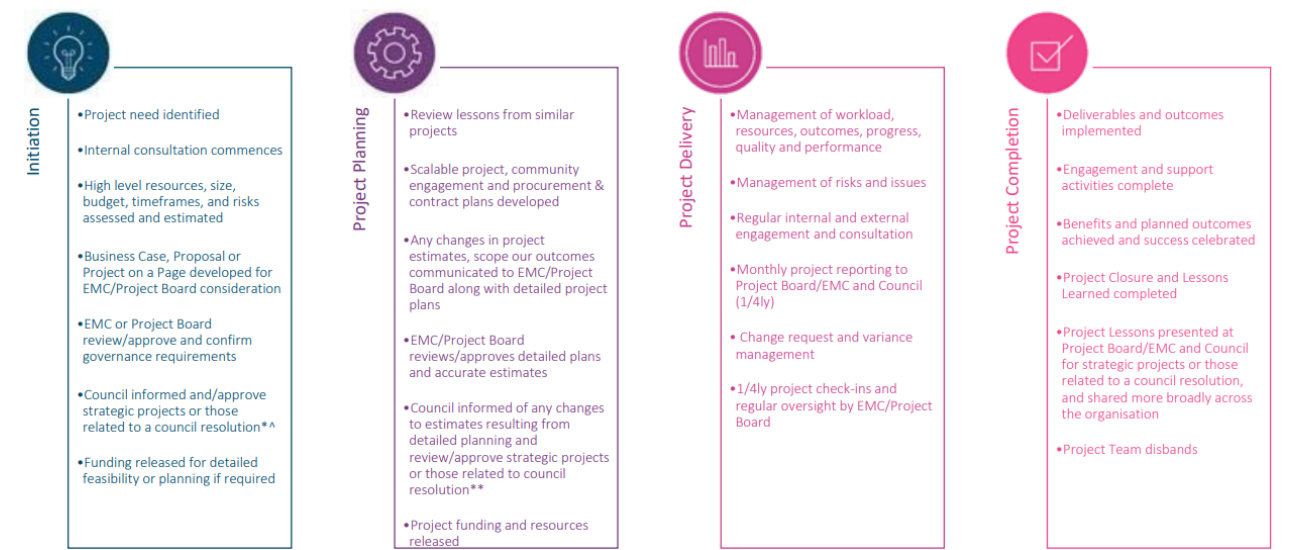 Initiation
•Project need identified
•Internal consultation commences
•High level resources, size,
budget, timeframes, and risks
assessed and estimated
•Business Case, Proposal or
Project on a Page developed for
EMC/Project Board consideration
•EMC or Project Board
review/approve and confirm
governance requirements
•Council informed and/approve
strategic projects or those
related to a council resolution*^
•Funding released for detailed
feasibility or planning if required
Project Planning
•Review lessons from similar
projects
•Scalable project, community
engagement and procurement &
contract plans developed
•Any changes in project
estimates, scope our outcomes
communicated to EMC/Project
Board along with detailed project
plans
•EMC/Project Board
reviews/approves detailed plans
and accurate estimates
•Council informed of any changes
to estimates resulting from
detailed planning and
review/approve strategic projects
or those related to council
resolution**
•Project funding and resources
released
Project Delivery
•Management of workload,
resources, outcomes, progress,
quality and performance
•Management of risks and issues
•Regular internal and external
engagement and consultation
•Monthly project reporting to
Project Board/EMC and Council
(1/4ly)
• Change request and variance
management
•1/4ly project check-ins and
regular oversight by EMC/Project
Board
Project Completion
•Deliverables and outcomes
implemented
•Engagement and support
activities complete
•Benefits and planned outcomes
achieved and success celebrated
•Project Closure and Lessons
Learned completed
•Project Lessons presented at
Project Board/EMC and Council
for strategic projects or those
related to a council resolution,
and shared more broadly across
the organisation
•Project Team disbands